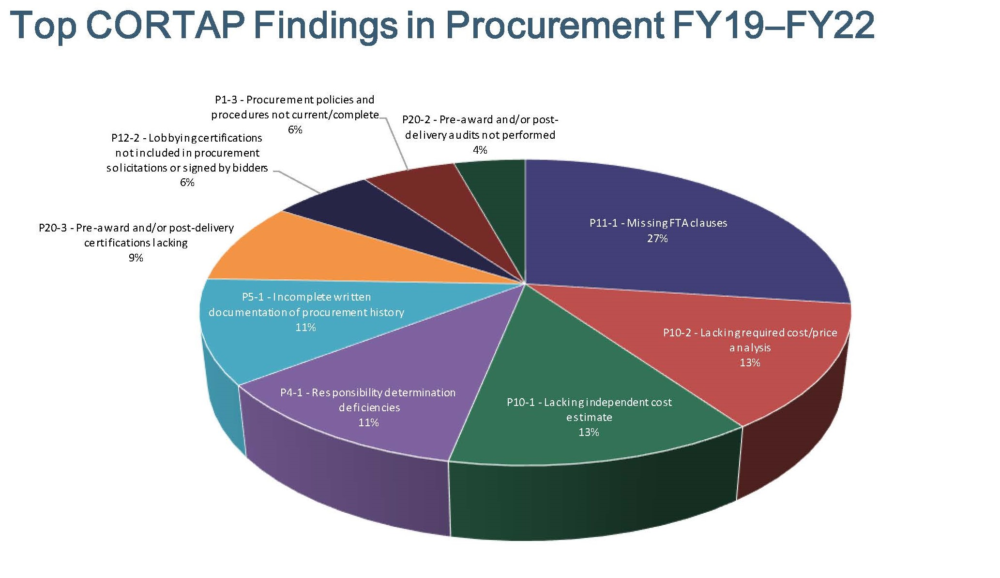 Top CORTAP Findings in Procurement FY19–FY22
P1-3 - Procurement policies and
procedures not current/complete
6%
P20-2 - Pre-award and/or post-
delivery audits not performed
4%
P12-2 - Lobbying certifications
not included in procurement
solicitations or signed by bidders
6%
P20-3 - Pre-award and/or post-delivery
certifications lacking
9%
P11-1 - Missing FTA clauses
27%
P5-1 - Incomplete written
documentation of procurement history
11%
P10-2 - Lacking required cost/price
analysis
13%
P4-1 - Responsibility determination
deficiencies
11%
P10-1 - Lacking independent cost
estimate
13%